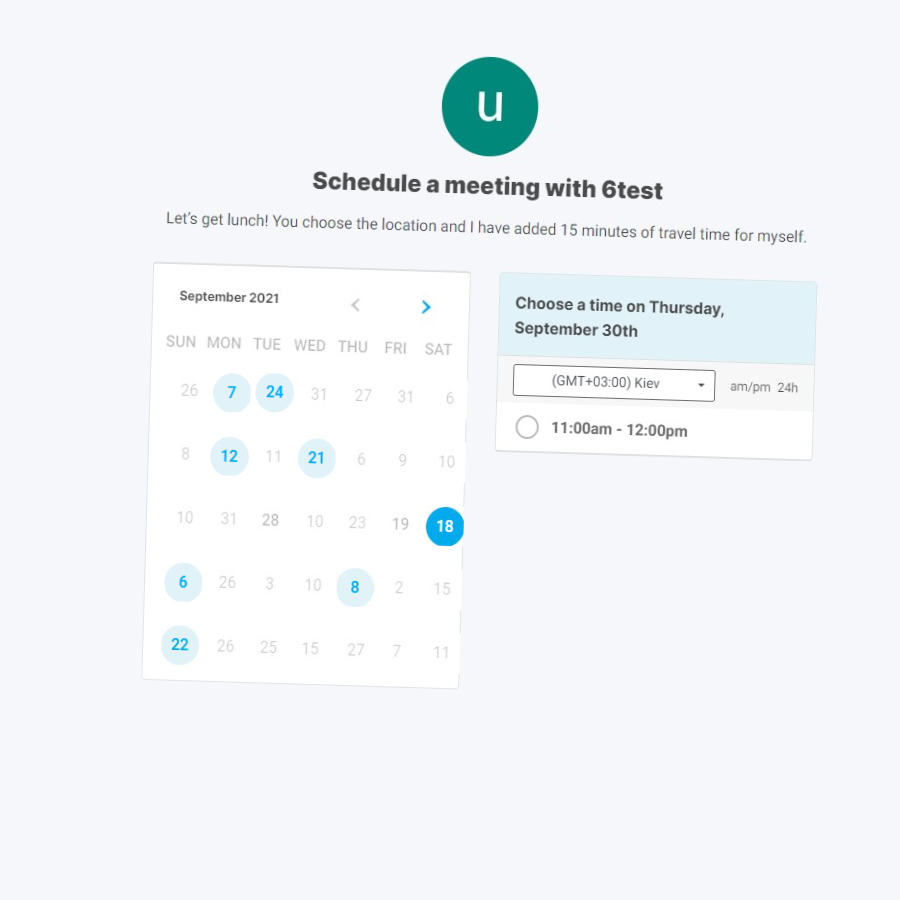 u
Schedule a meeting with 6test
Let's get lunch! You choose the location and I have added 15 minutes of travel time for myself.
September 2021
SUN MON TUE WED THU FRI SAT
26 7 24 31 27 31 6
8 12 11 21 6 9 10
10 31 28 10 23 19 18
6 26 3 10 8 2 15
22 26 25 15 27 7 11
Choose a time on Thursday,
September 30th
(GMT+03:00) Kiev am/pm 24h
11:00am - 12:00pm